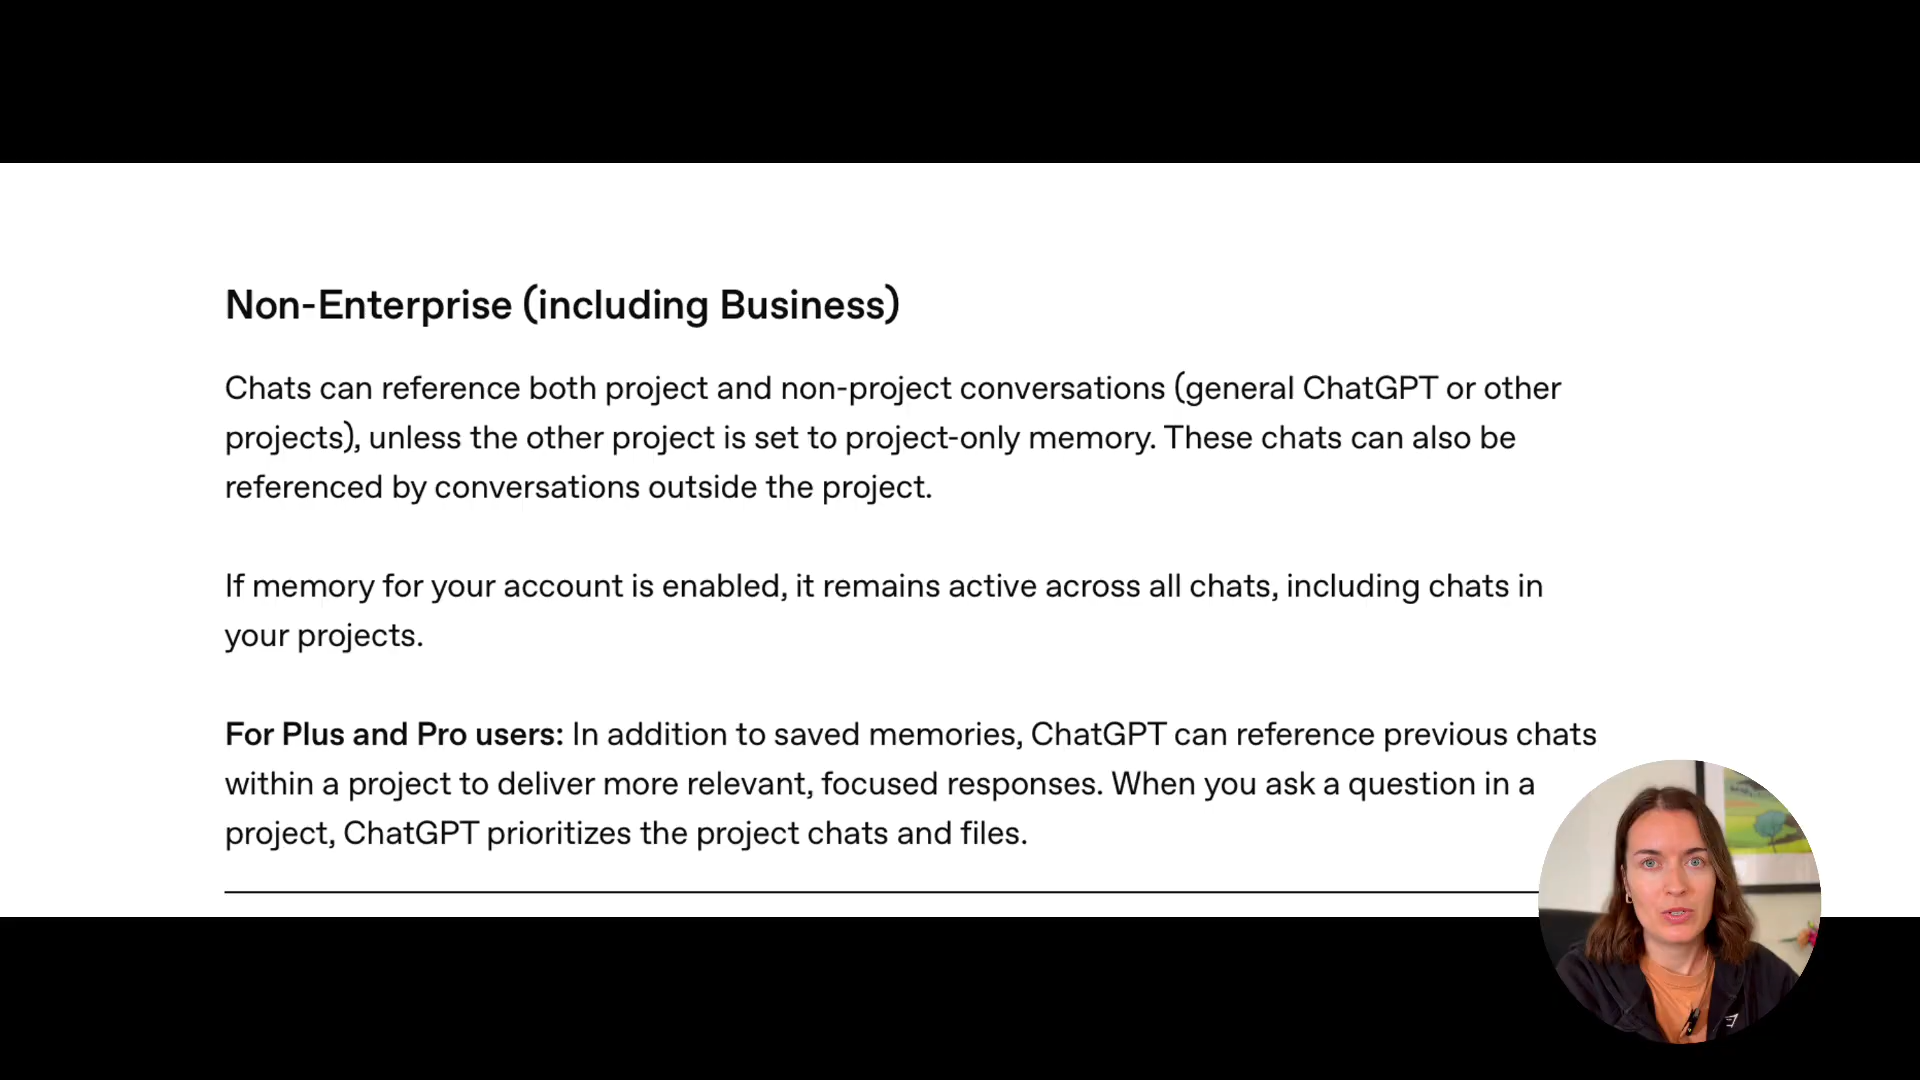 Non-Enterprise (including Business)
Chats can reference both project and non-project conversations (general ChatGPT or other
projects), unless the other project is set to project-only memory. These chats can also be
referenced by conversations outside the project.
If memory for your account is enabled, it remains active across all chats, including chats in
your projects.
For Plus and Pro users: In addition to saved memories, ChatGPT can reference previous chats
within a project to deliver more relevant, focused responses. When you ask a question in a
project, ChatGPT prioritizes the project chats and files.